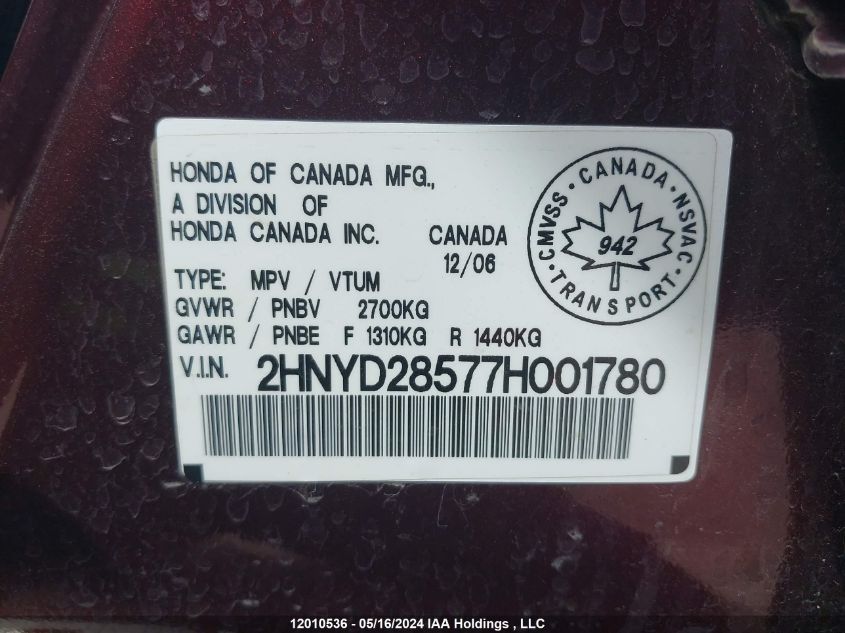 HONDA OF CANADA MFG.,
A DIVISION OF
HONDA CANADA INC. CANADA
12/06
TYPE: MPV / VTUM
GVWR / PNBV 2700KG
GAWR / PNBE F 1310KG R 1440KG
V.I.N. 2HNYD28577H001780
CMVSS · CANADA · NSVAC
942
· TRANSPORT ·
12010536 - 05/16/2024 IAA Holdings , LLC